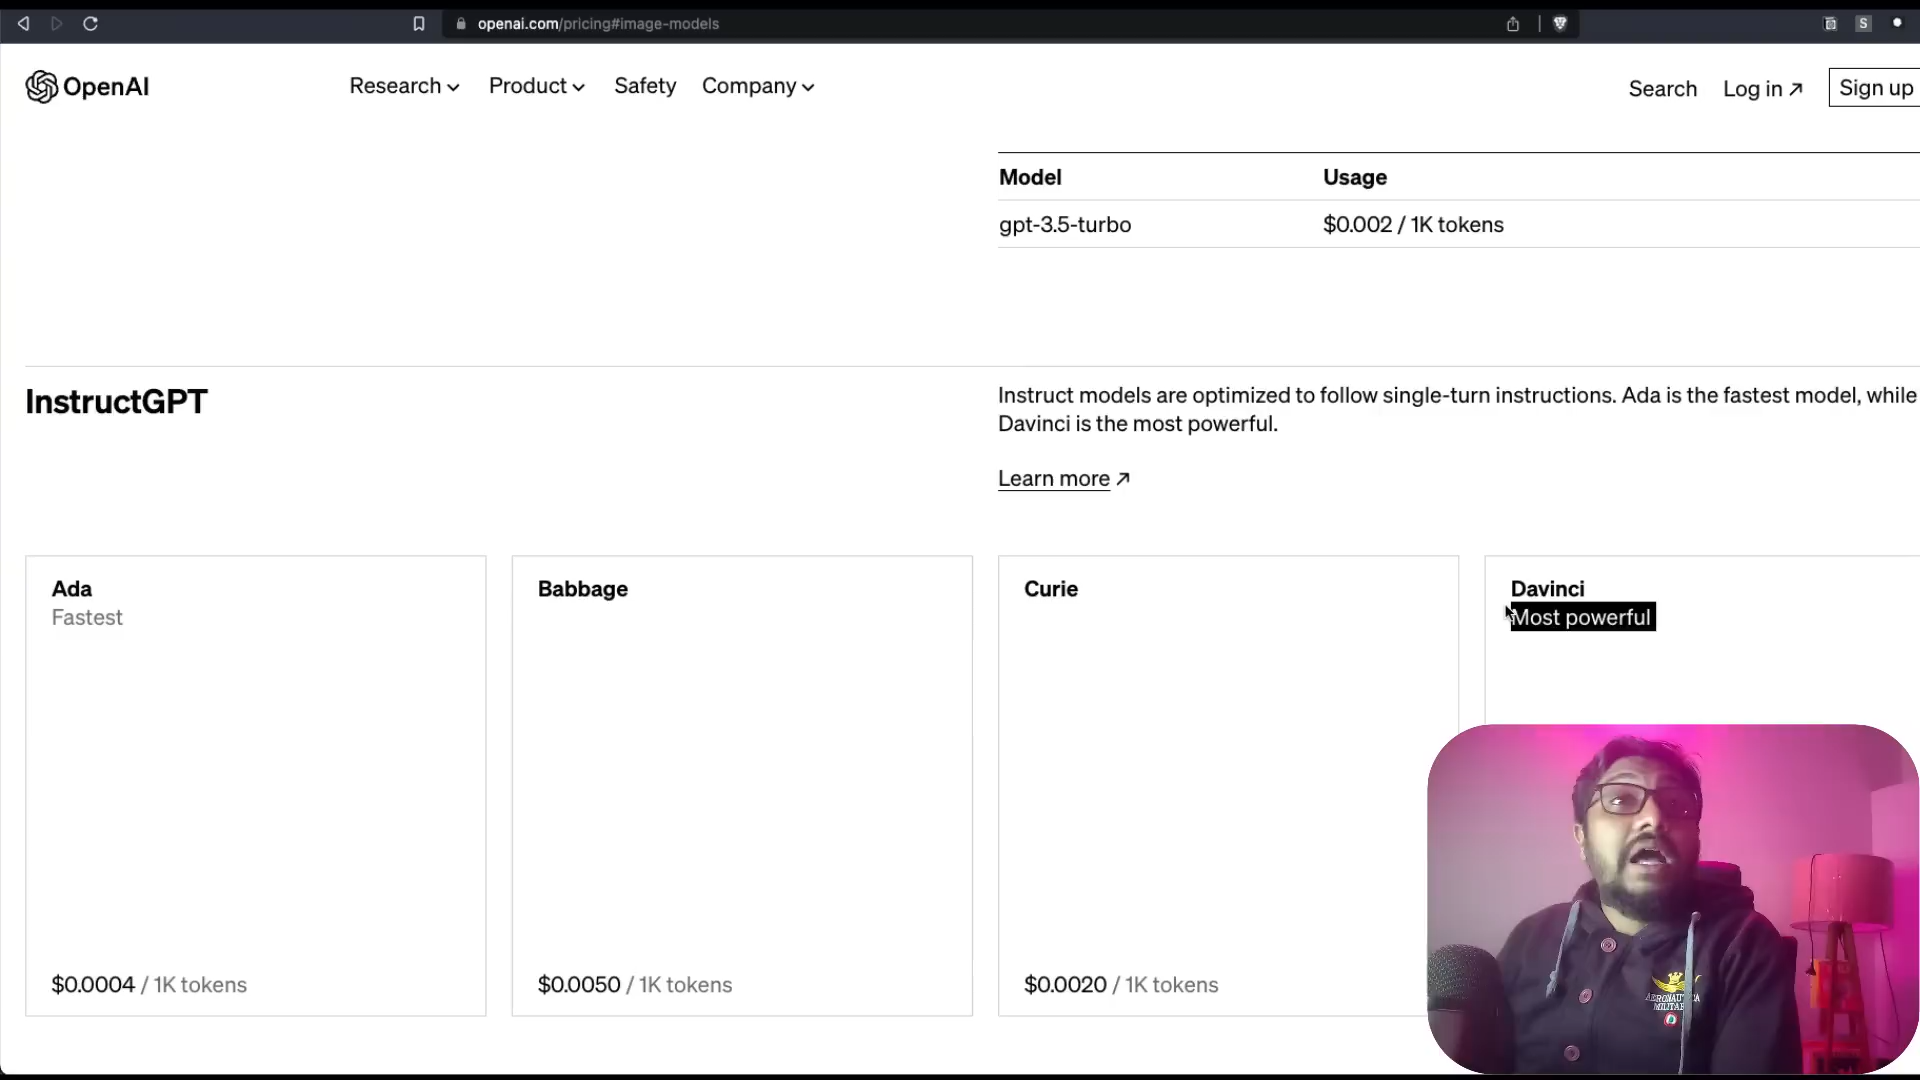 openai.com/pricing#image-models
S
OpenAI
Research
Product
Safety
Company
Search
Log in
Sign up
Model
Usage
gpt-3.5-turbo
$0.002 / 1K tokens
InstructGPT
Instruct models are optimized to follow single-turn instructions. Ada is the fastest model, while
Davinci is the most powerful.
Learn more
Ada
Fastest
$0.0004 / 1K tokens
Babbage
$0.0050 / 1K tokens
Curie
$0.0020 / 1K tokens
Davinci
Most powerful
AERONAUTICA
MILITARE